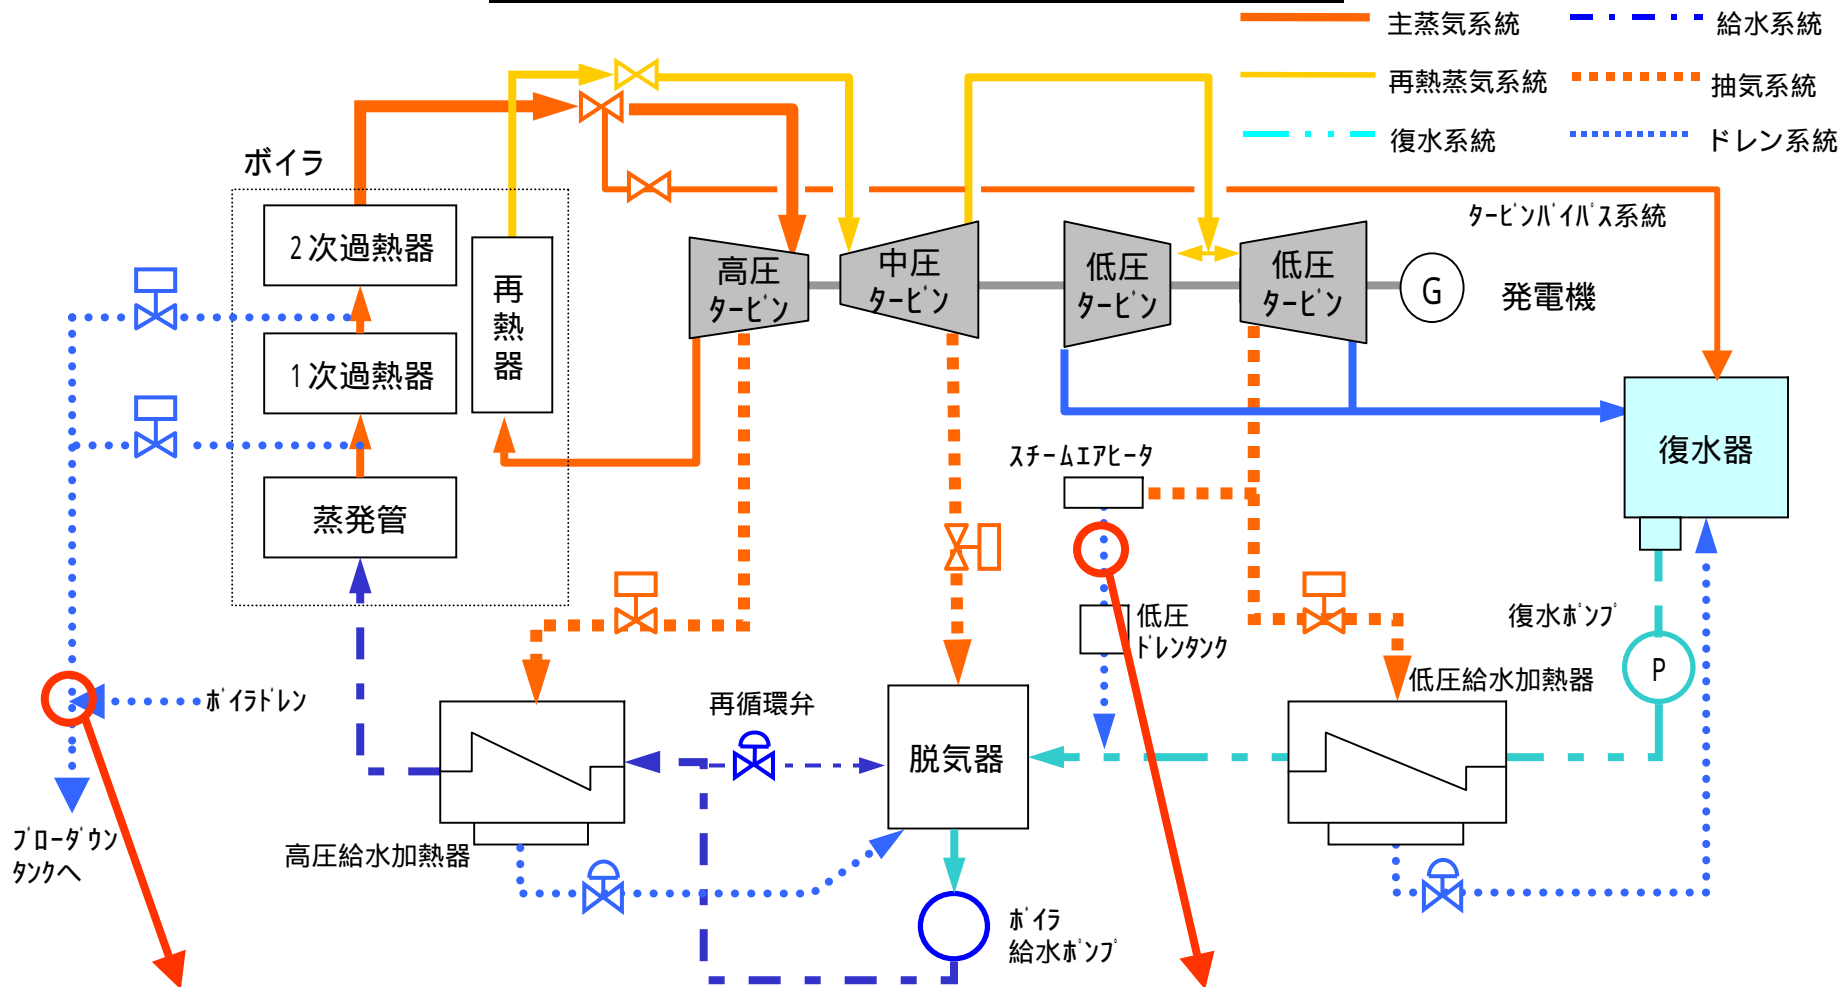 主蒸気系統
給水系統
再熱蒸気系統
抽気系統
復水系統
ドレン系統
ボイラ
ﾀｰﾋﾞﾝﾊﾞｲﾊﾟｽ系統
2次過熱器
再
熱
器
高圧
ﾀｰﾋﾞﾝ
中圧
ﾀｰﾋﾞﾝ
低圧
ﾀｰﾋﾞﾝ
低圧
ﾀｰﾋﾞﾝ
G
発電機
1次過熱器
蒸発管
ｽﾁｰﾑｴｱﾋｰﾀ
復水器
低圧
ﾄﾞﾚﾝﾀﾝｸ
復水ﾎﾟﾝﾌﾟ
P
低圧給水加熱器
ﾎﾞｲﾗﾄﾞﾚﾝ
再循環弁
脱気器
ﾌﾞﾛｰﾀﾞｳﾝ
ﾀﾝｸへ
高圧給水加熱器
ﾎﾞｲﾗ
給水ﾎﾟﾝﾌﾟ